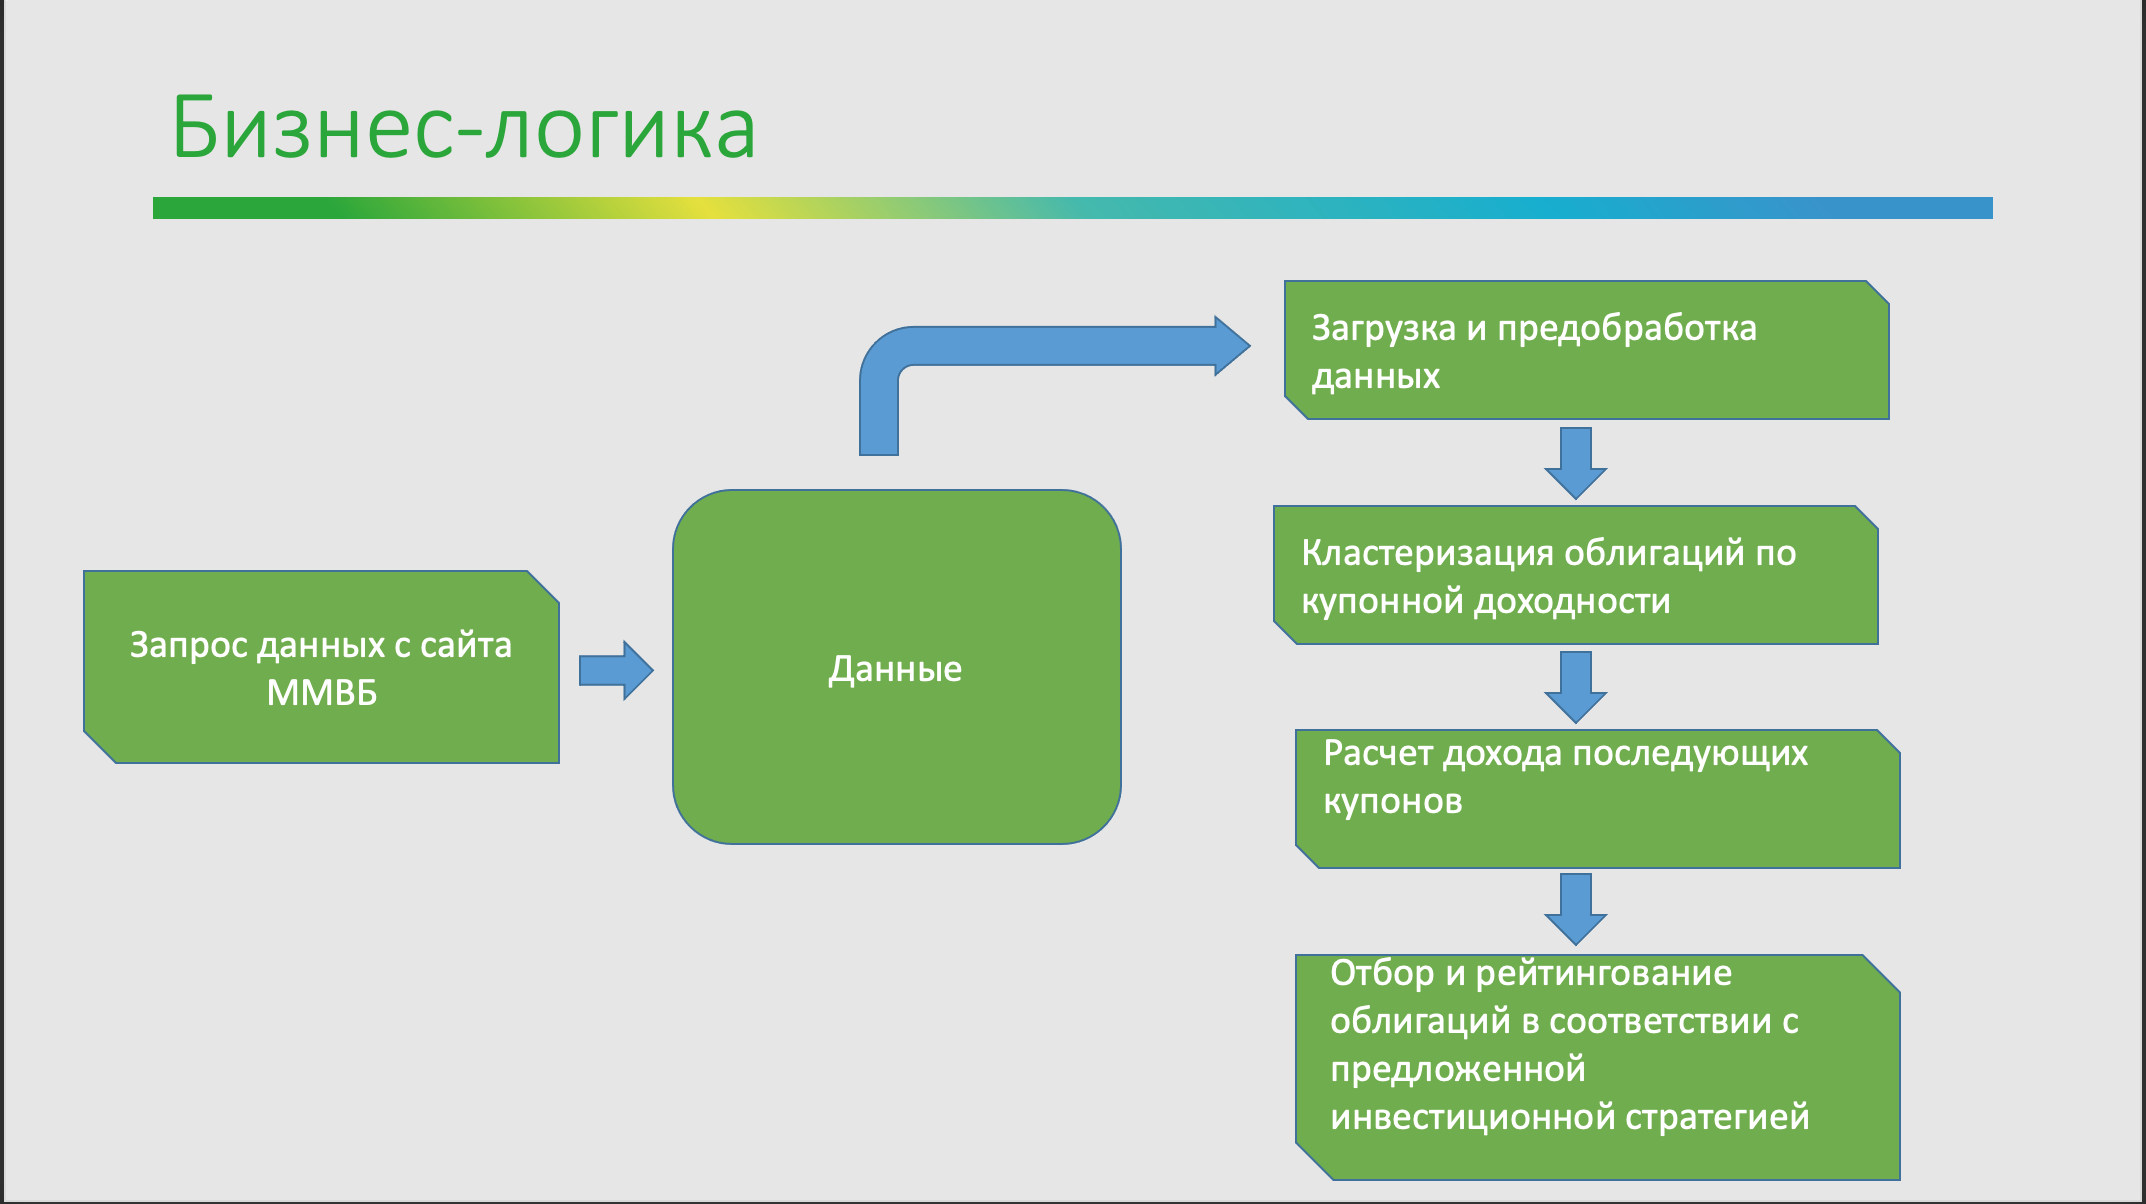 Бизнес-логика
Запрос данных с сайта
ММВБ
Данные
Загрузка и предобработка
данных
Кластеризация облигаций по
купонной доходности
Расчет дохода последующих
купонов
Отбор и рейтингование
облигаций в соответствии с
предложенной
инвестиционной стратегией